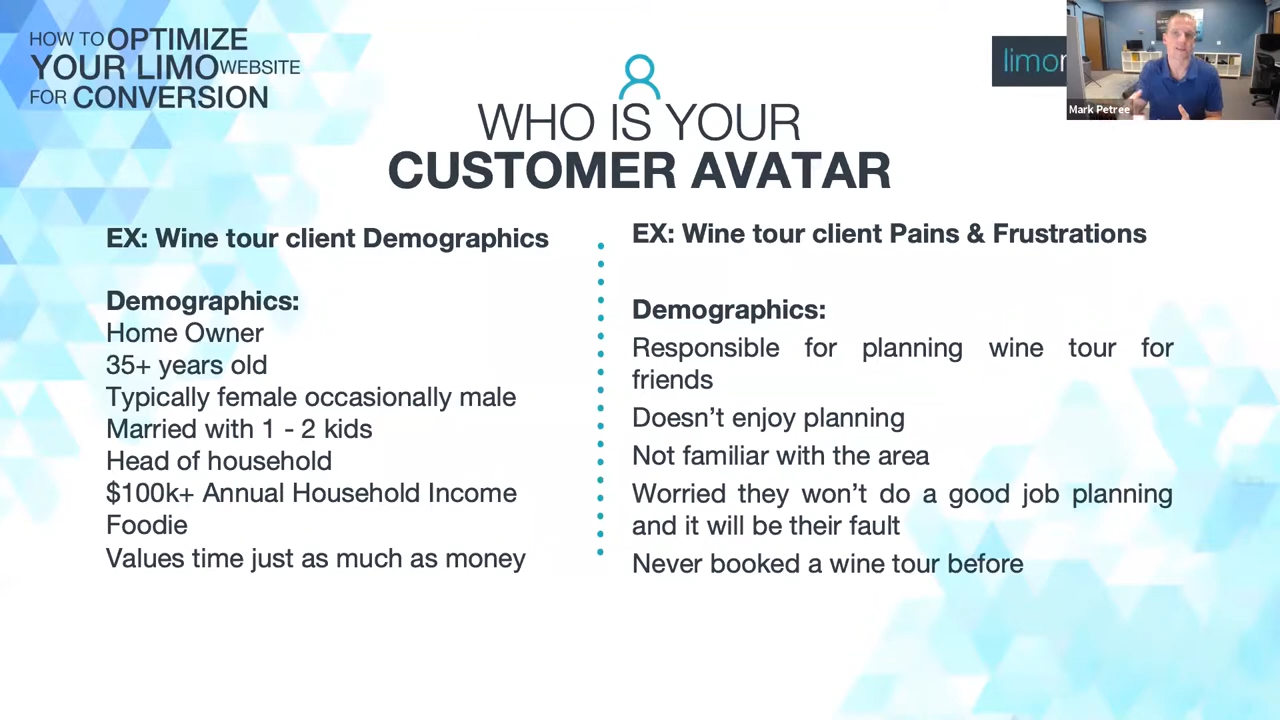 HOW TO OPTIMIZE
YOUR LIMO WEBSITE
FOR CONVERSION
limo
Mark Petree
WHO IS YOUR
CUSTOMER AVATAR
EX: Wine tour client Demographics
Demographics:
Home Owner
35+ years old
Typically female occasionally male
Married with 1 - 2 kids
Head of household
$100k+ Annual Household Income
Foodie
Values time just as much as money
EX: Wine tour client Pains & Frustrations
Demographics:
Responsible for planning wine tour for
friends
Doesn’t enjoy planning
Not familiar with the area
Worried they won’t do a good job planning
and it will be their fault
Never booked a wine tour before